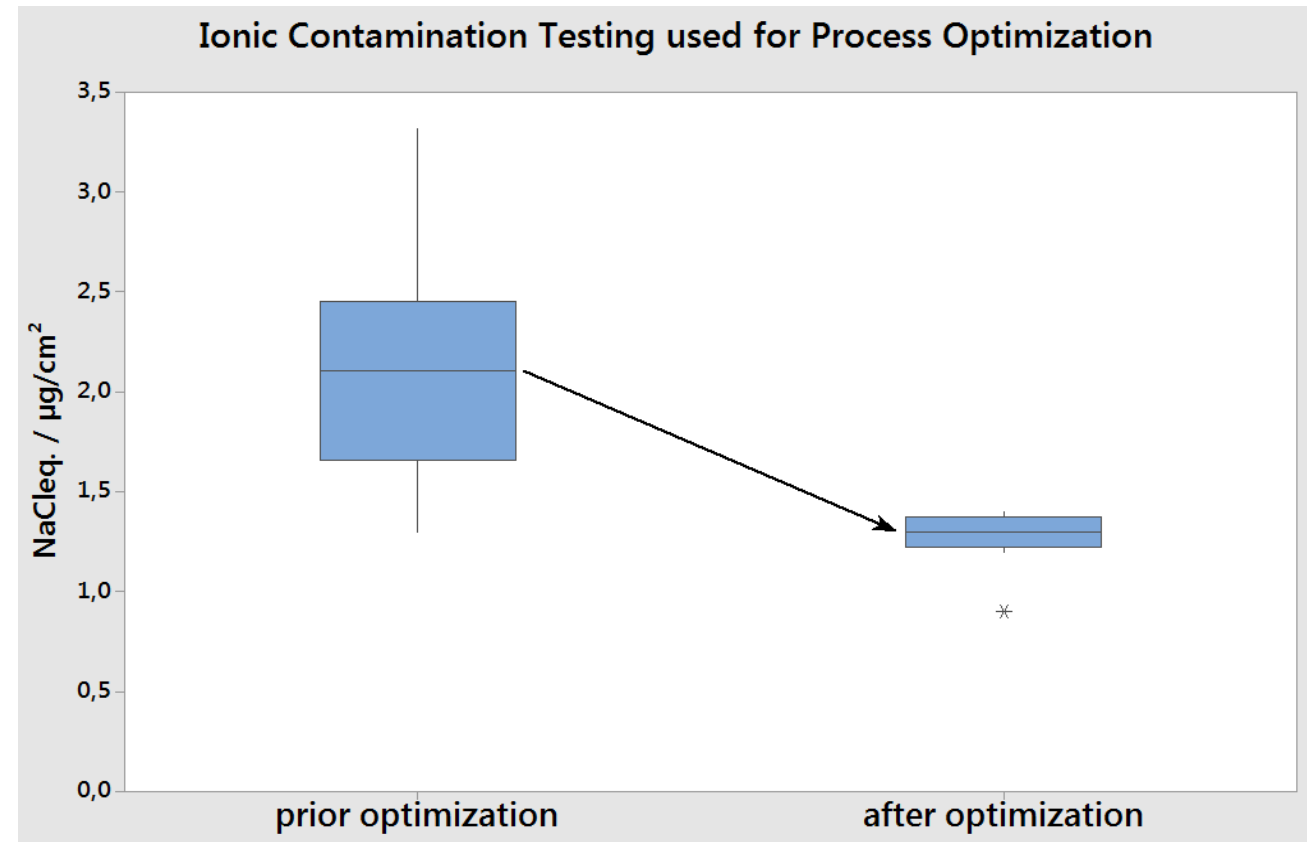 Ionic Contamination Testing used for Process Optimization
3,5
3,0
2,5
2,0
1,5
1,0
0,5
0,0
NaCleq. / µg/cm²
prior optimization
after optimization